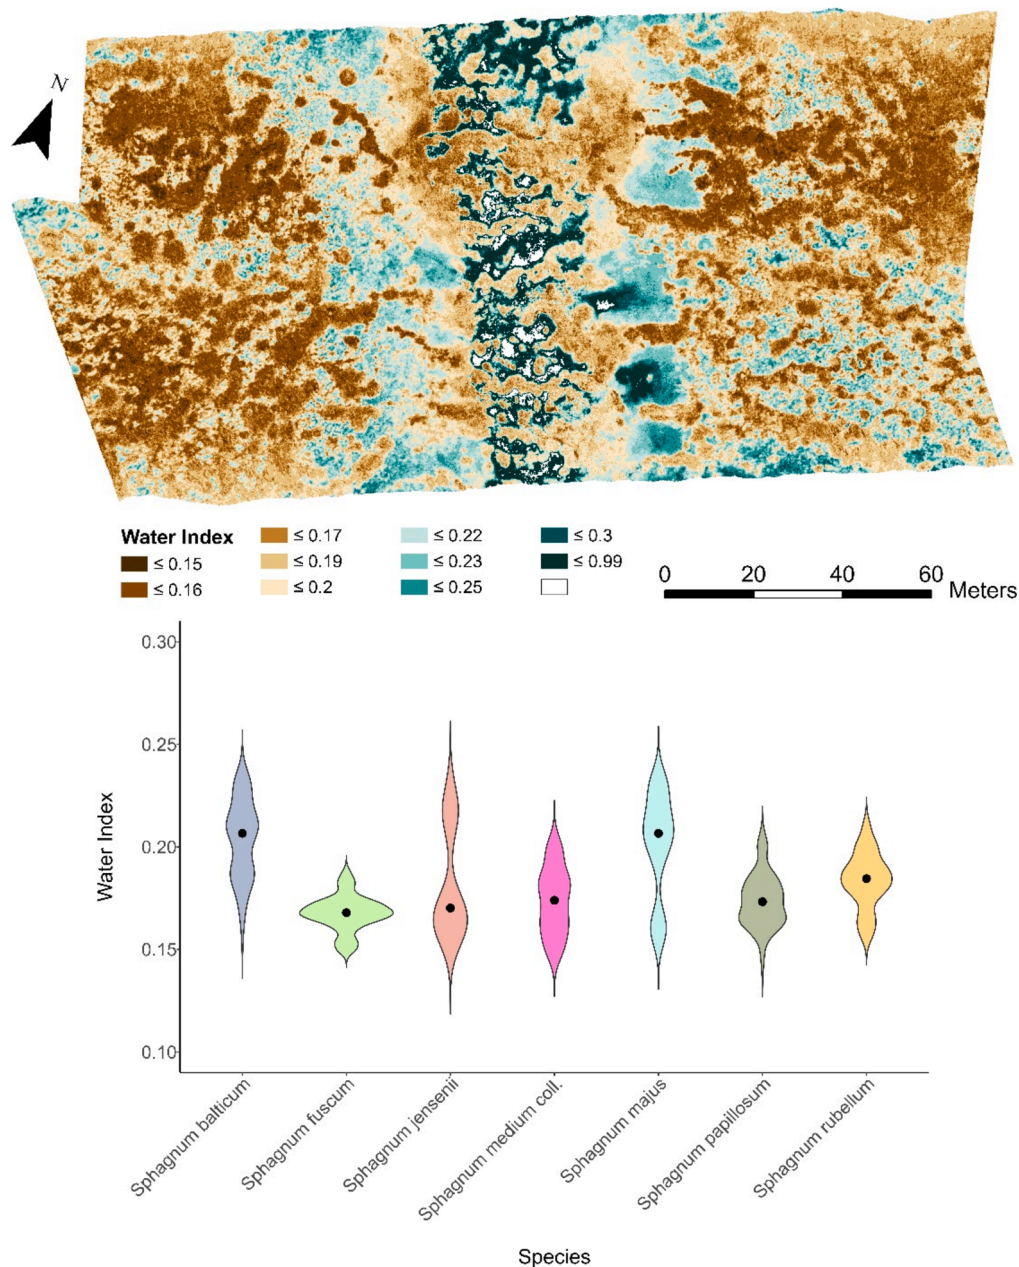 N
Water Index
≤ 0.15
≤ 0.16
≤ 0.17
≤ 0.19
≤ 0.2
≤ 0.22
≤ 0.23
≤ 0.25
≤ 0.3
≤ 0.99
0 20 40 60 Meters
0.30
0.25
0.20
0.15
0.10
Water Index
Sphagnum balticum
Sphagnum fuscum
Sphagnum jensenii
Sphagnum medium coll.
Sphagnum majus
Sphagnum papillosum
Sphagnum rubellum
Species